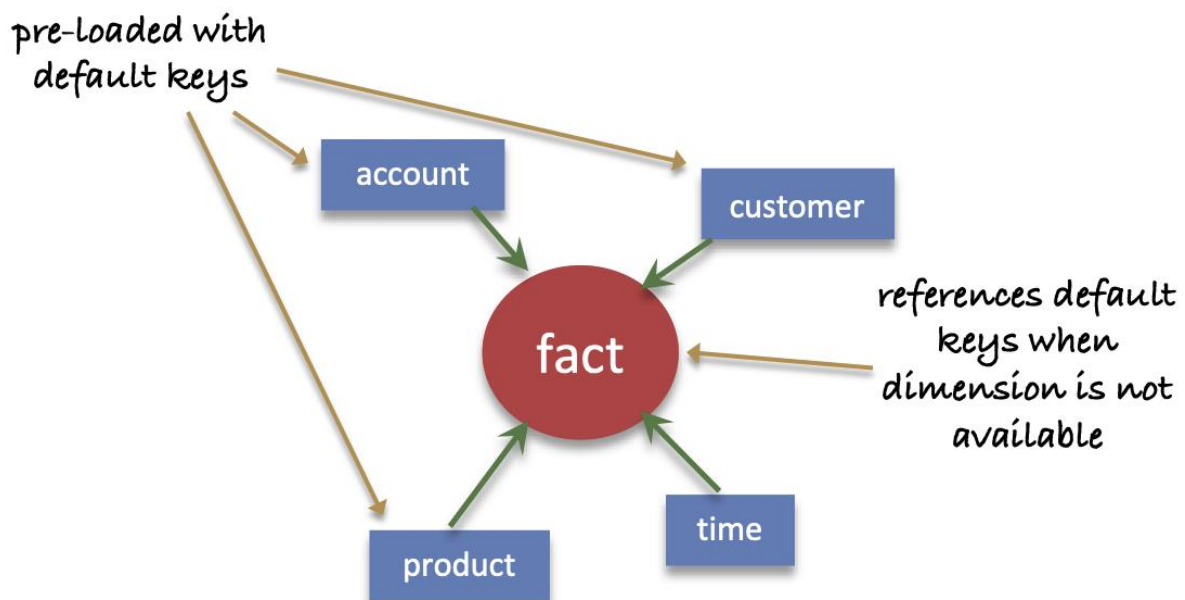 pre-loaded with
default keys
account
customer
fact
references default
keys when
dimension is not
available
time
product